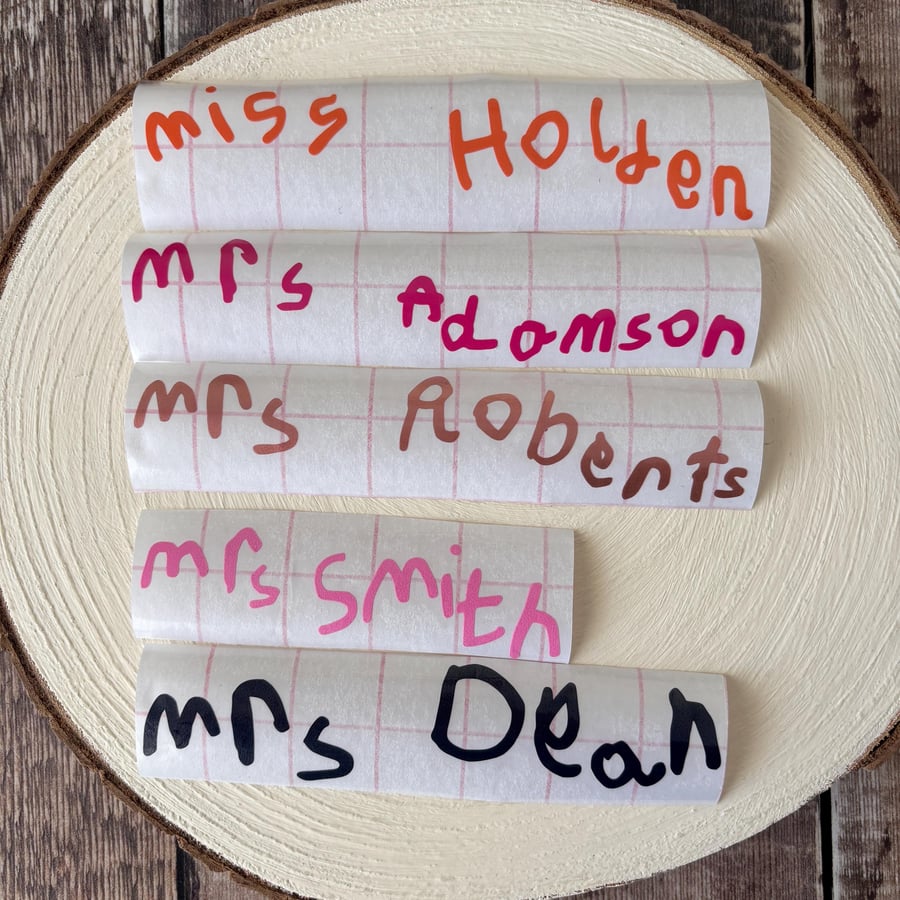 miss Holden
mrs Adamson
mrs Roberts
mrs Smith
mrs Dean